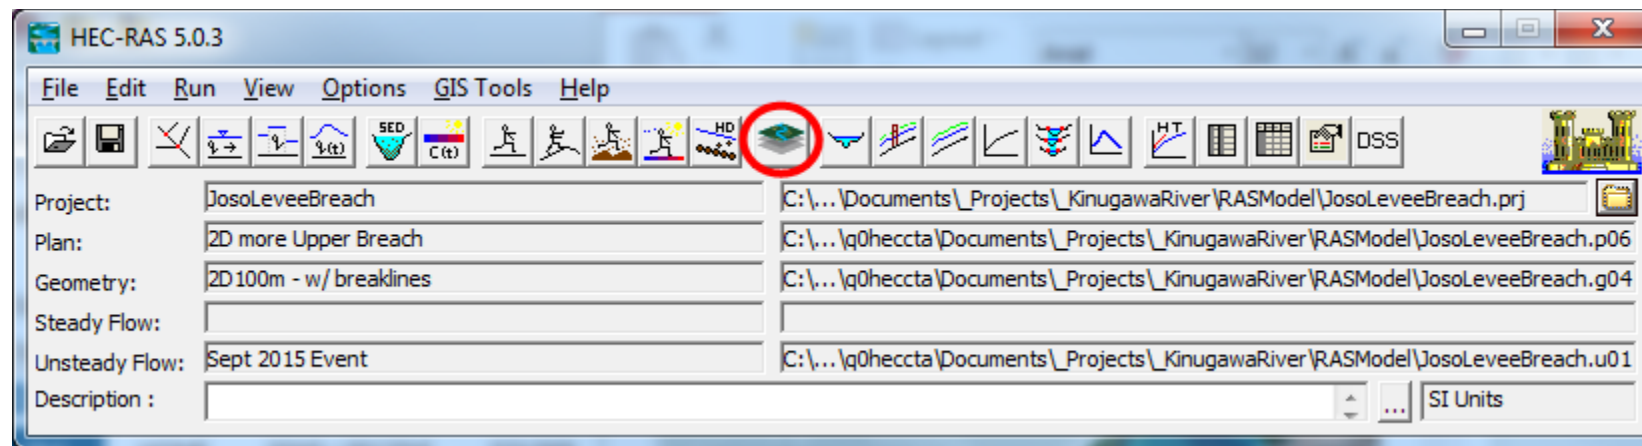 HEC-RAS 5.0.3
File Edit Run View Options GIS Tools Help
SED C(t) HD HT DSS
Project: JosoLeveeBreach C:\...\Documents\_Projects\_KinugawaRiver\RASModel\JosoLeveeBreach.prj
Plan: 2D more Upper Breach C:\...\q0heccta\Documents\_Projects\_KinugawaRiver\RASModel\JosoLeveeBreach.p06
Geometry: 2D100m - w/ breaklines C:\...\q0heccta\Documents\_Projects\_KinugawaRiver\RASModel\JosoLeveeBreach.g04
Steady Flow:
Unsteady Flow: Sept 2015 Event C:\...\q0heccta\Documents\_Projects\_KinugawaRiver\RASModel\JosoLeveeBreach.u01
Description : ... SI Units